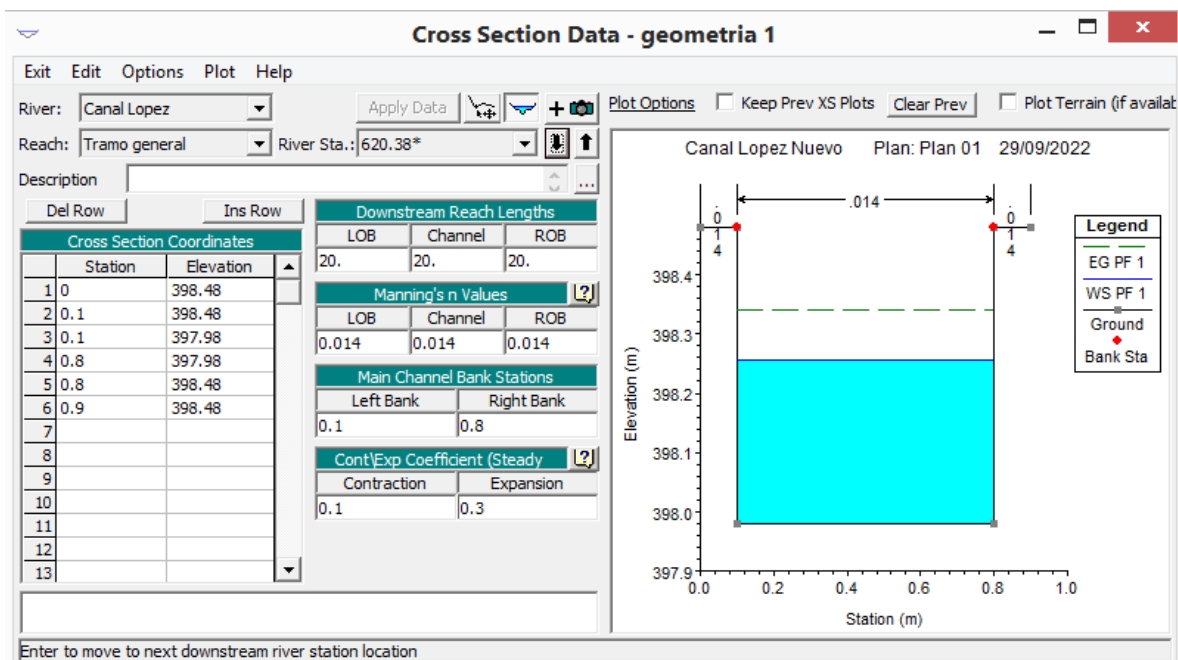 Cross Section Data - geometria 1
Exit Edit Options Plot Help
River: Canal Lopez Apply Data
Reach: Tramo general River Sta.: 620.38*
Description ...
Del Row Ins Row
Cross Section Coordinates
Station Elevation
1 0 398.48
2 0.1 398.48
3 0.1 397.98
4 0.8 397.98
5 0.8 398.48
6 0.9 398.48
7
8
9
10
11
12
13
Downstream Reach Lengths
LOB Channel ROB
20. 20. 20.
Manning's n Values
LOB Channel ROB
0.014 0.014 0.014
Main Channel Bank Stations
Left Bank Right Bank
0.1 0.8
Cont\Exp Coefficient (Steady
Contraction Expansion
0.1 0.3
Plot Options Keep Prev XS Plots Clear Prev Plot Terrain (if availab
Canal Lopez Nuevo Plan: Plan 01 29/09/2022
.014 .014 .014
Legend
EG PF 1
WS PF 1
Ground
Bank Sta
398.4
398.3
398.2
398.1
398.0
397.9
Elevation (m)
0.0 0.2 0.4 0.6 0.8 1.0
Station (m)
Enter to move to next downstream river station location